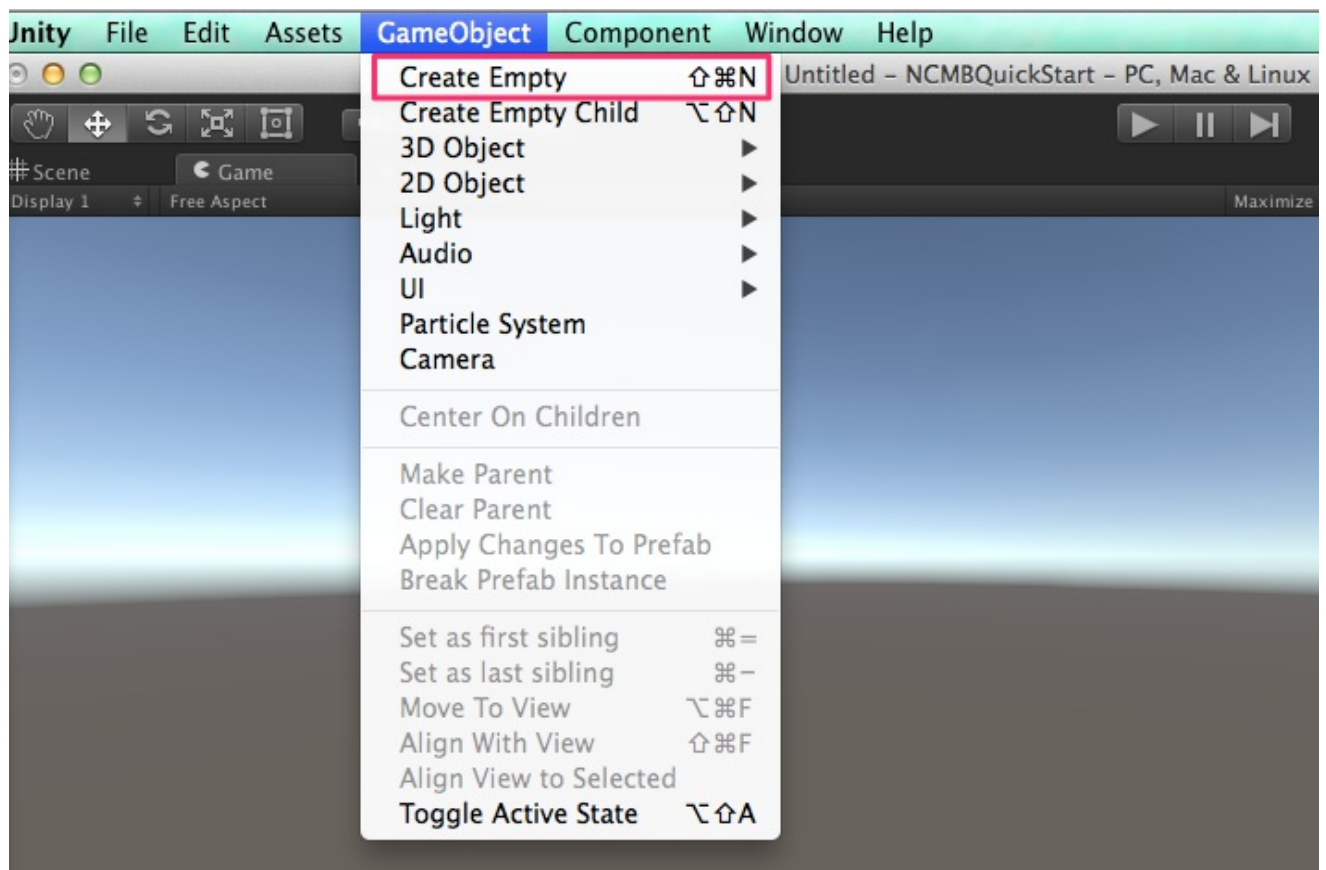 Unity File Edit Assets GameObject Component Window Help
Create Empty ⇧⌘N Untitled – NCMBQuickStart – PC, Mac & Linux
Create Empty Child ⌥⇧N
3D Object ▶
Scene Game
2D Object ▶
Display 1 Free Aspect Maximize
Light ▶
Audio ▶
UI ▶
Particle System
Camera
Center On Children
Make Parent
Clear Parent
Apply Changes To Prefab
Break Prefab Instance
Set as first sibling ⌘=
Set as last sibling ⌘−
Move To View ⌥⌘F
Align With View ⇧⌘F
Align View to Selected
Toggle Active State ⌥⇧A